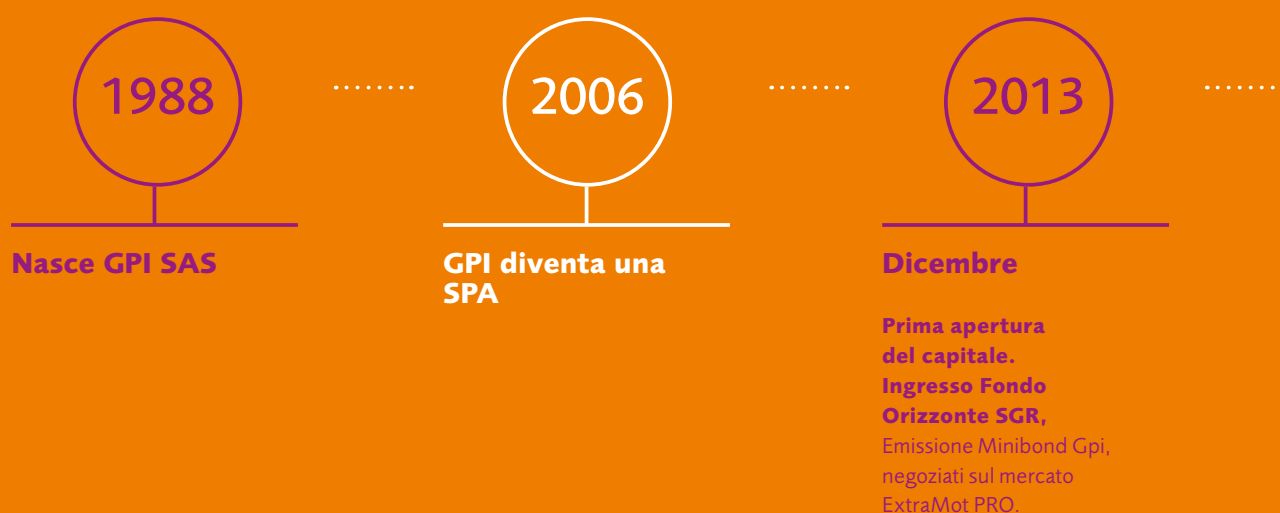 1988
Nasce GPI SAS
2006
GPI diventa una
SPA
2013
Dicembre
Prima apertura
del capitale.
Ingresso Fondo
Orizzonte SGR,
Emissione Minibond Gpi,
negoziati sul mercato
ExtraMot PRO.